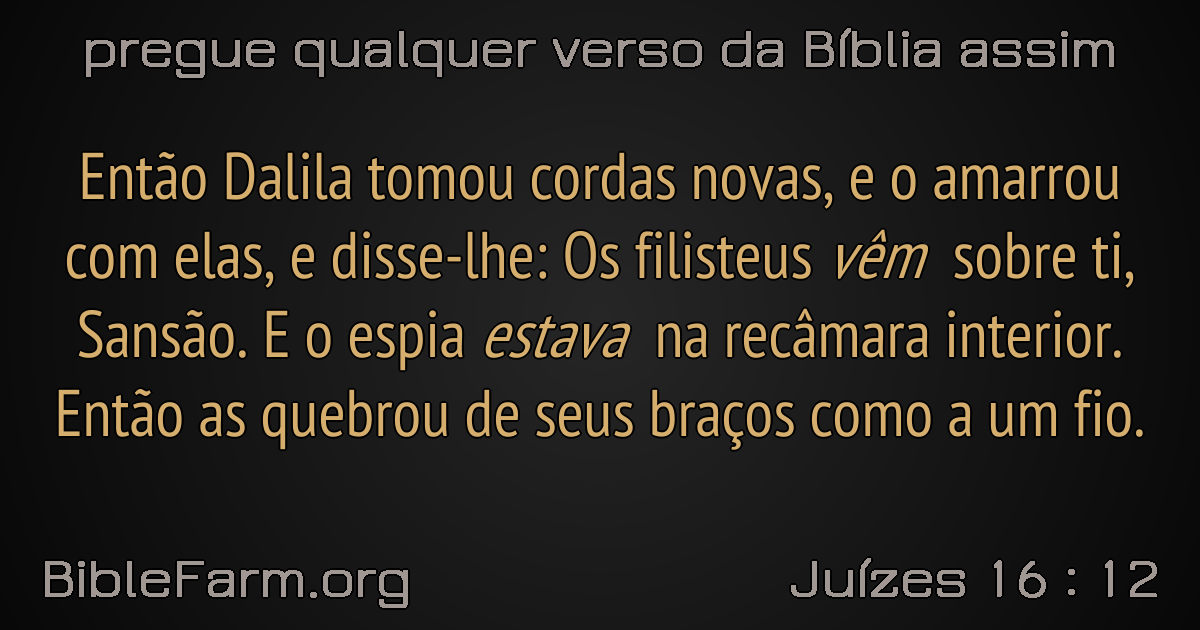 pregue qualquer verso da Bíblia assim
Então Dalila tomou cordas novas, e o amarrou
com elas, e disse-lhe: Os filisteus vêm sobre ti,
Sansão. E o espia estava na recâmara interior.
Então as quebrou de seus braços como a um fio.
BibleFarm.org
Juízes 16 : 12